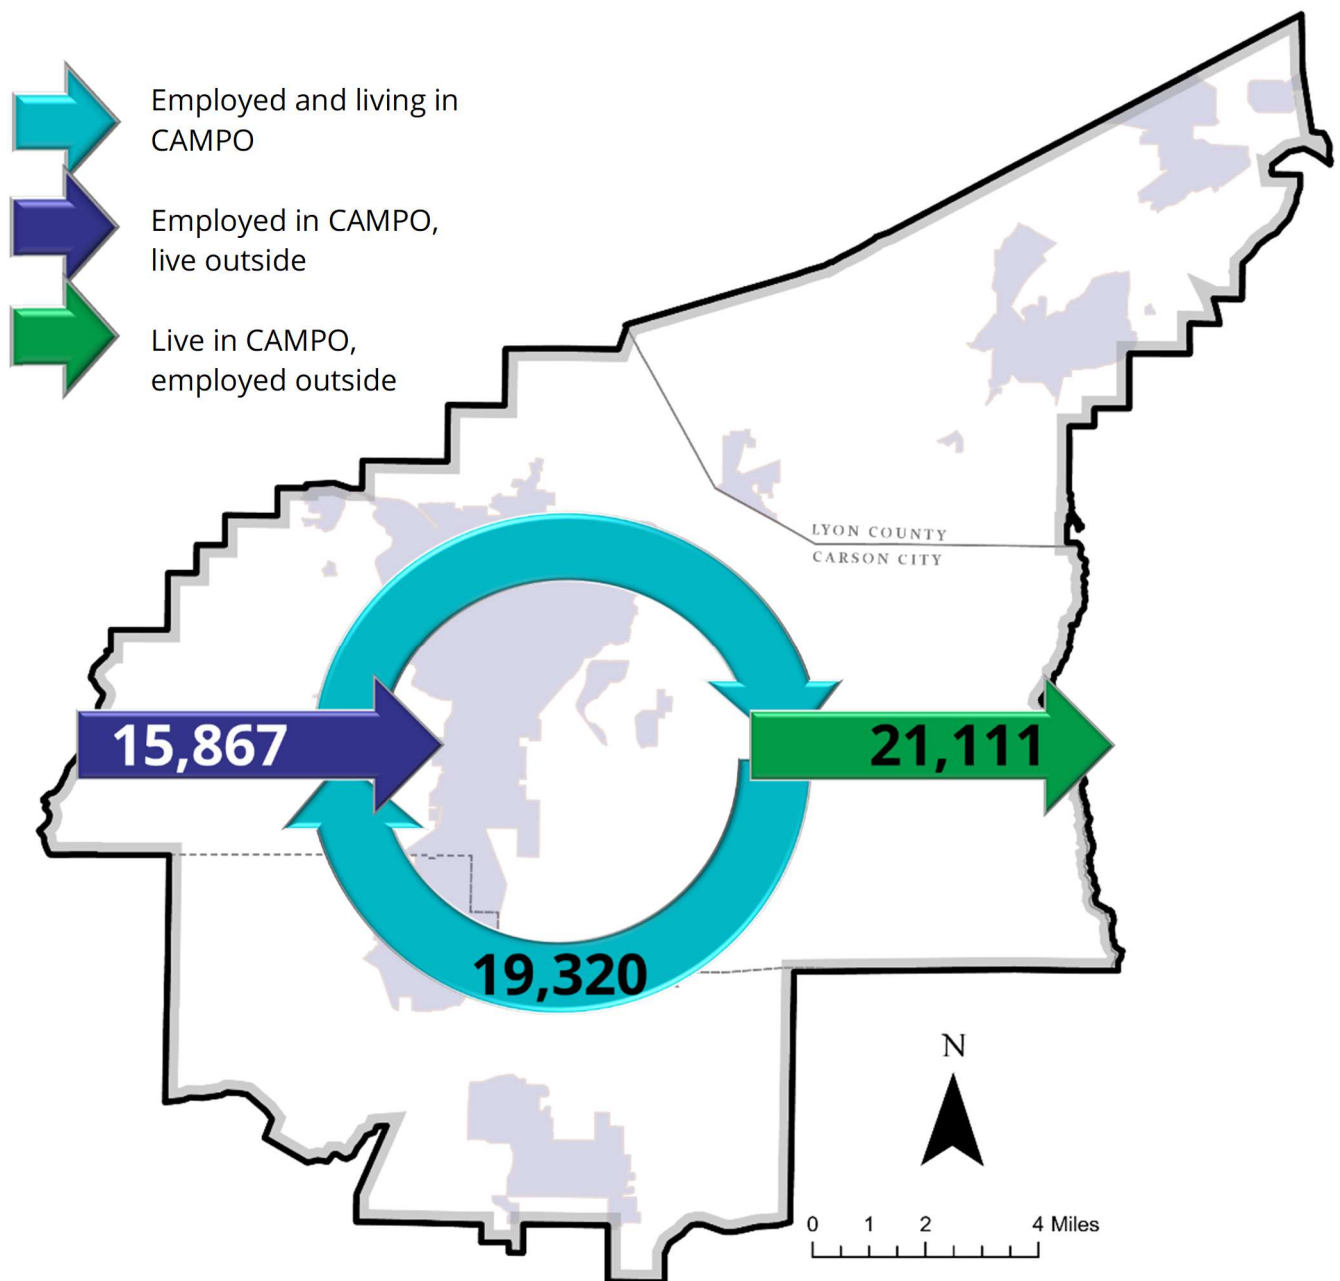 Employed and living in
CAMPO
Employed in CAMPO,
live outside
Live in CAMPO,
employed outside
LYON COUNTY
CARSON CITY
15,867
21,111
19,320
N
0 1 2 4 Miles